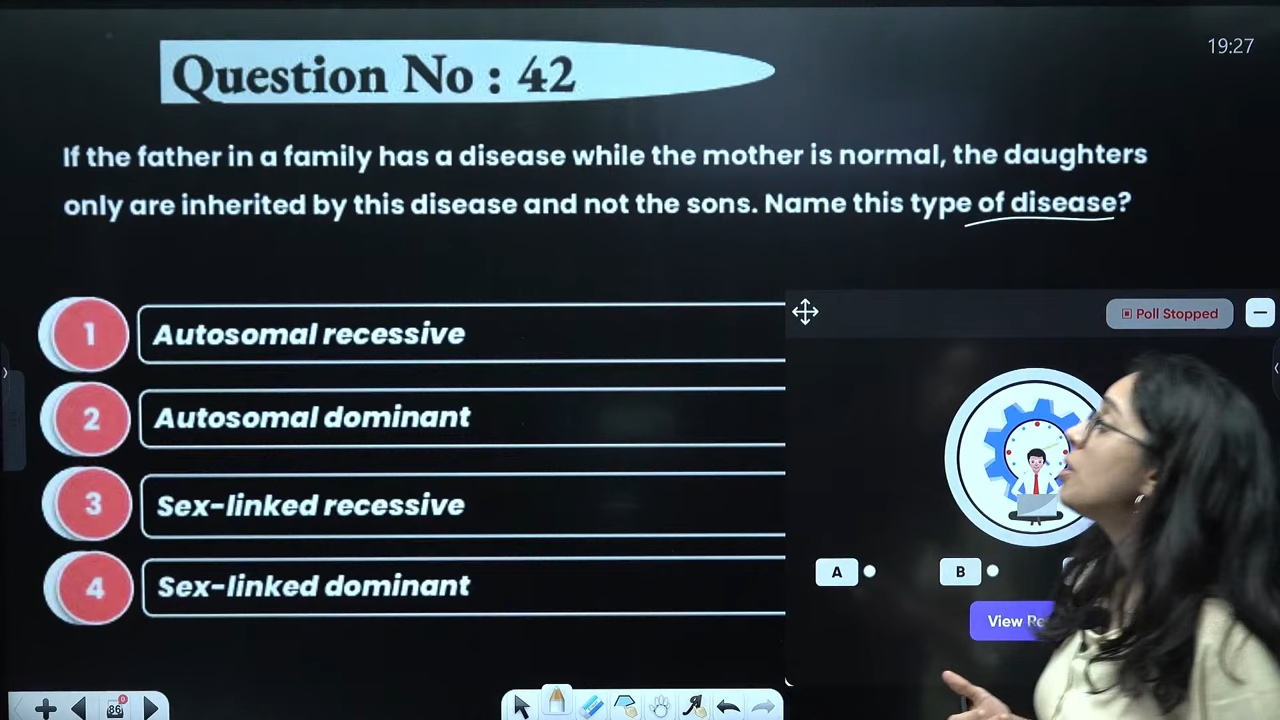 19:27
Question No : 42
If the father in a family has a disease while the mother is normal, the daughters
only are inherited by this disease and not the sons. Name this type of disease?
1 Autosomal recessive
2 Autosomal dominant
3 Sex-linked recessive
4 Sex-linked dominant
Poll Stopped
A
B
View
86